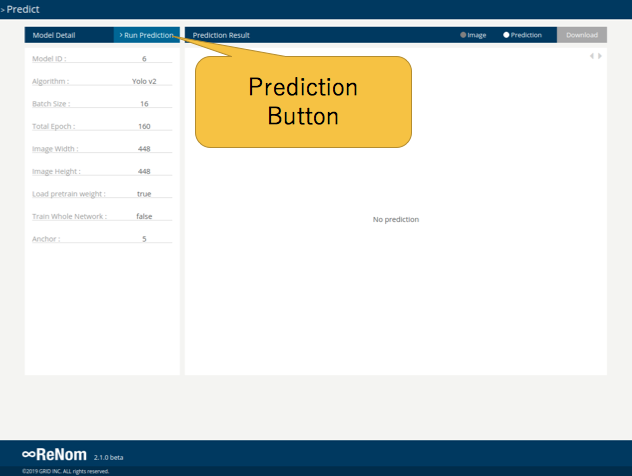 > Predict
Model Detail
> Run Prediction
Prediction Result
Image
Prediction
Download
Model ID : 6
Algorithm : Yolo v2
Batch Size : 16
Total Epoch : 160
Image Width : 448
Image Height : 448
Load pretrain weight : true
Train Whole Network : false
Anchor : 5
Prediction
Button
No prediction
ReNom 2.1.0 beta
©2019 GRID INC. ALL rights reserved.